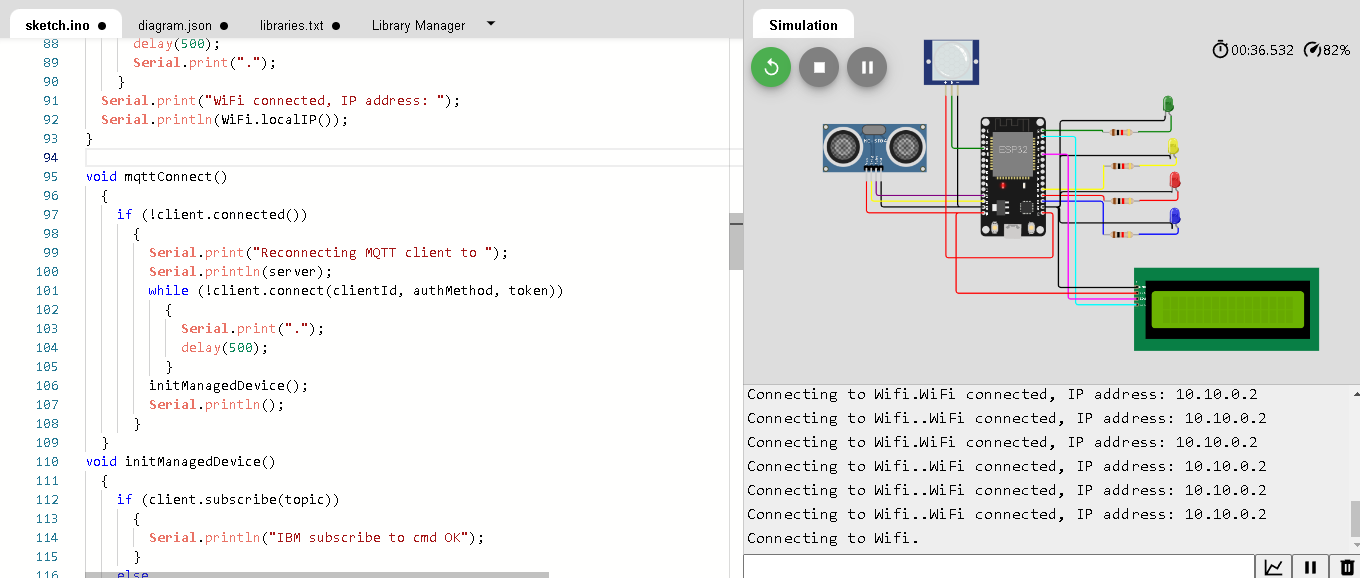 sketch.ino ● diagram.json ● libraries.txt ● Library Manager
88 delay(500);
89 Serial.print(".");
90 }
91 Serial.print("WiFi connected, IP address: ");
92 Serial.println(WiFi.localIP());
93 }
94
95 void mqttConnect()
96 {
97 if (!client.connected())
98 {
99 Serial.print("Reconnecting MQTT client to ");
100 Serial.println(server);
101 while (!client.connect(clientId, authMethod, token))
102 {
103 Serial.print(".");
104 delay(500);
105 }
106 initManagedDevice();
107 Serial.println();
108 }
109 }
110 void initManagedDevice()
111 {
112 if (client.subscribe(topic))
113 {
114 Serial.println("IBM subscribe to cmd OK");
115 }
116 else
Simulation
00:36.532 82%
ESP32
Connecting to Wifi.WiFi connected, IP address: 10.10.0.2
Connecting to Wifi..WiFi connected, IP address: 10.10.0.2
Connecting to Wifi.WiFi connected, IP address: 10.10.0.2
Connecting to Wifi..WiFi connected, IP address: 10.10.0.2
Connecting to Wifi..WiFi connected, IP address: 10.10.0.2
Connecting to Wifi..WiFi connected, IP address: 10.10.0.2
Connecting to Wifi.